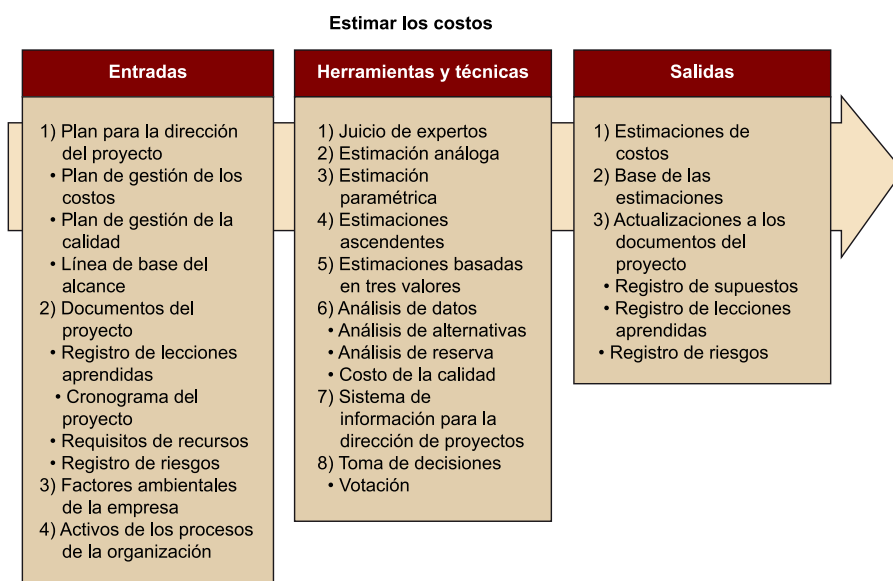 Estimar los costos
Entradas
1) Plan para la dirección
del proyecto
• Plan de gestión de los
costos
• Plan de gestión de la
calidad
• Línea de base del
alcance
2) Documentos del
proyecto
• Registro de lecciones
aprendidas
• Cronograma del
proyecto
• Requisitos de recursos
• Registro de riesgos
3) Factores ambientales
de la empresa
4) Activos de los procesos
de la organización
Herramientas y técnicas
1) Juicio de expertos
2) Estimación análoga
3) Estimación
paramétrica
4) Estimaciones
ascendentes
5) Estimaciones basadas
en tres valores
6) Análisis de datos
• Análisis de alternativas
• Análisis de reserva
• Costo de la calidad
7) Sistema de
información para la
dirección de proyectos
8) Toma de decisiones
• Votación
Salidas
1) Estimaciones de
costos
2) Base de las
estimaciones
3) Actualizaciones a los
documentos del
proyecto
• Registro de supuestos
• Registro de lecciones
aprendidas
• Registro de riesgos